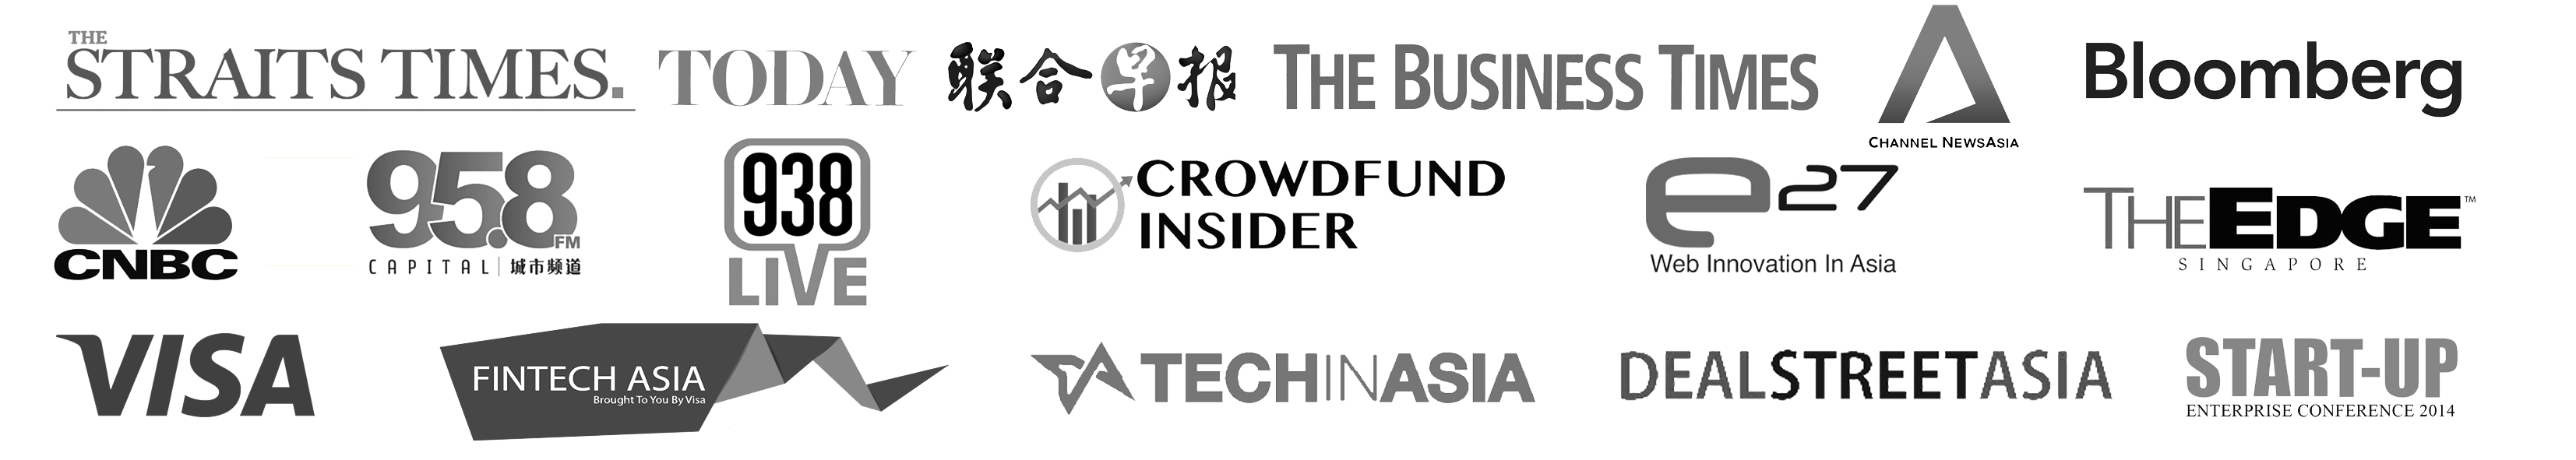 THE
STRAITS TIMES.
TODAY
联合早报
THE BUSINESS TIMES
CHANNEL NEWSASIA
Bloomberg
CNBC
95.8 FM
CAPITAL | 城市频道
938
LIVE
CROWDFUND
INSIDER
e27
Web Innovation In Asia
THE EDGE™
SINGAPORE
VISA
FINTECH ASIA
Brought To You By Visa
TECHINASIA
DEALSTREETASIA
START-UP
ENTERPRISE CONFERENCE 2014